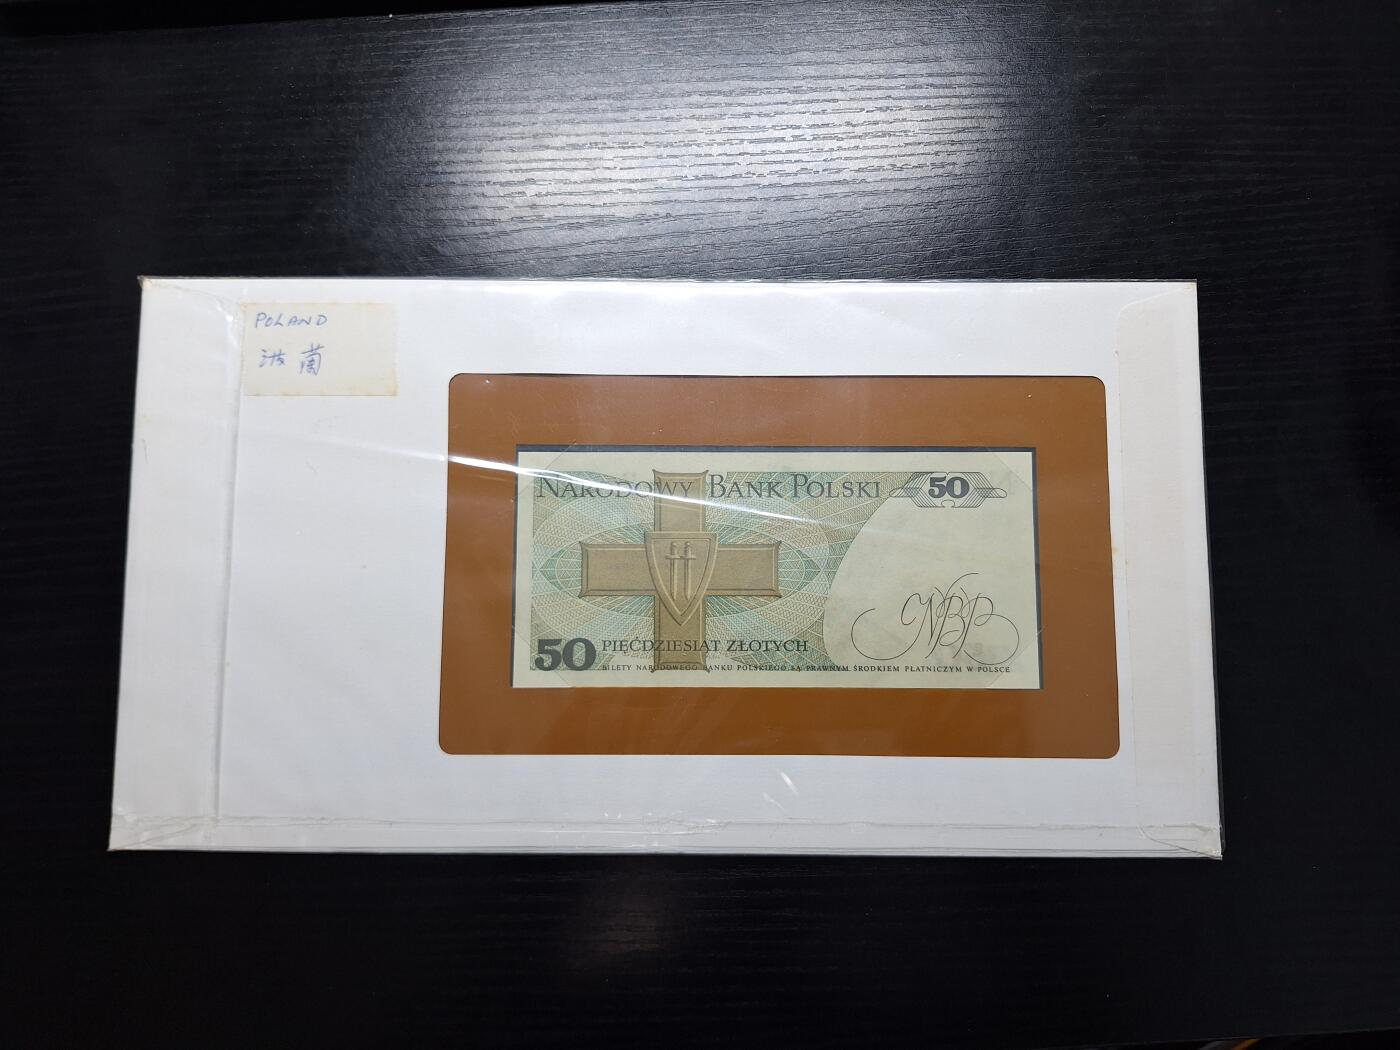 POLAND
波 蘭
NARODOWY BANK POLSKI 50
NBP
50 PIĘĆDZIESIĄT ZŁOTYCH
BILETY NARODOWEGO BANKU POLSKIEGO SĄ PRAWNYM ŚRODKIEM PŁATNICZYM W POLSCE